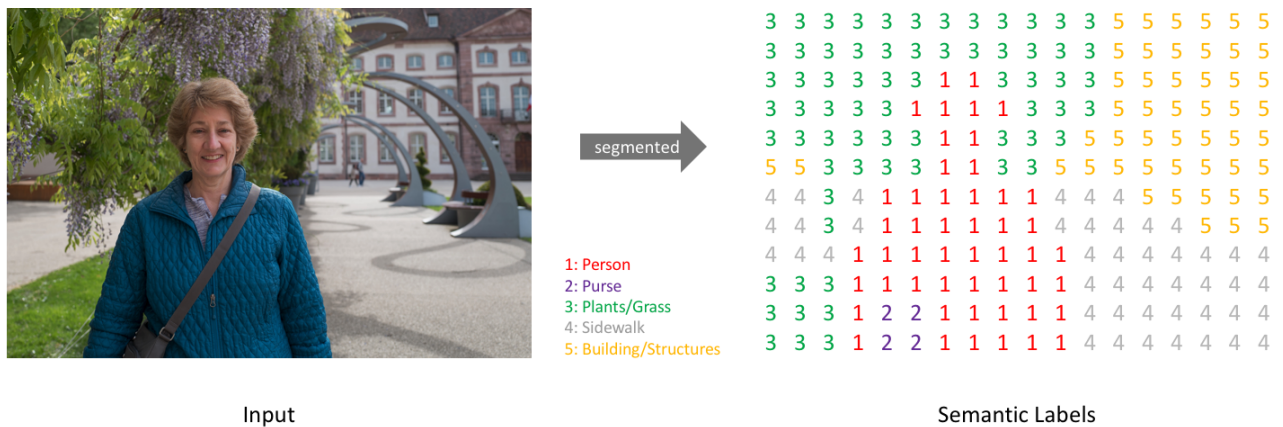 3 3 3 3 3 3 3 3 3 3 3 3 5 5 5 5 5 5
3 3 3 3 3 3 3 3 3 3 3 3 5 5 5 5 5 5
3 3 3 3 3 3 1 1 3 3 3 3 5 5 5 5 5 5
3 3 3 3 3 1 1 1 1 3 3 3 5 5 5 5 5 5
3 3 3 3 3 3 1 1 3 3 3 5 5 5 5 5 5 5
5 5 3 3 3 3 1 1 3 3 5 5 5 5 5 5 5 5
4 4 3 4 1 1 1 1 1 1 4 4 4 5 5 5 5 5
4 4 3 4 1 1 1 1 1 1 4 4 4 4 4 5 5 5
4 4 4 1 1 1 1 1 1 1 1 4 4 4 4 4 4 4
3 3 3 1 1 1 1 1 1 1 1 4 4 4 4 4 4 4
3 3 3 1 2 2 1 1 1 1 1 4 4 4 4 4 4 4
3 3 3 1 2 2 1 1 1 1 1 4 4 4 4 4 4 4
segmented
1: Person
2: Purse
3: Plants/Grass
4: Sidewalk
5: Building/Structures
Input
Semantic Labels